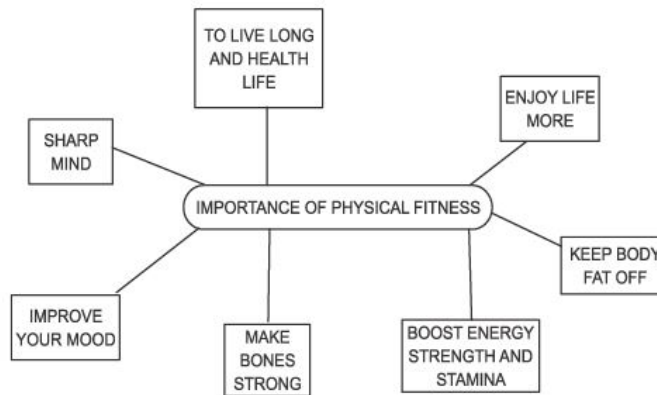 TO LIVE LONG
AND HEALTH
LIFE
ENJOY LIFE
MORE
SHARP
MIND
IMPORTANCE OF PHYSICAL FITNESS
KEEP BODY
FAT OFF
IMPROVE
YOUR MOOD
MAKE
BONES
STRONG
BOOST ENERGY
STRENGTH AND
STAMINA